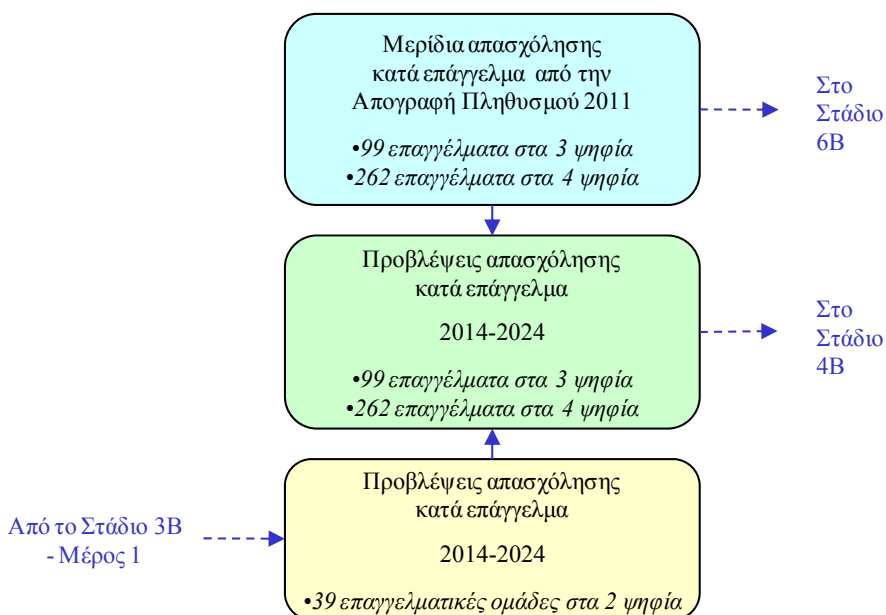 Μερίδια απασχόλησης
κατά επάγγελμα από την
Απογραφή Πληθυσμού 2011
•99 επαγγέλματα στα 3 ψηφία
•262 επαγγέλματα στα 4 ψηφία
Στο
Στάδιο
6Β
Προβλέψεις απασχόλησης
κατά επάγγελμα
2014-2024
•99 επαγγέλματα στα 3 ψηφία
•262 επαγγέλματα στα 4 ψηφία
Στο
Στάδιο
4Β
Από το Στάδιο 3Β
- Μέρος 1
Προβλέψεις απασχόλησης
κατά επάγγελμα
2014-2024
•39 επαγγελματικές ομάδες στα 2 ψηφία